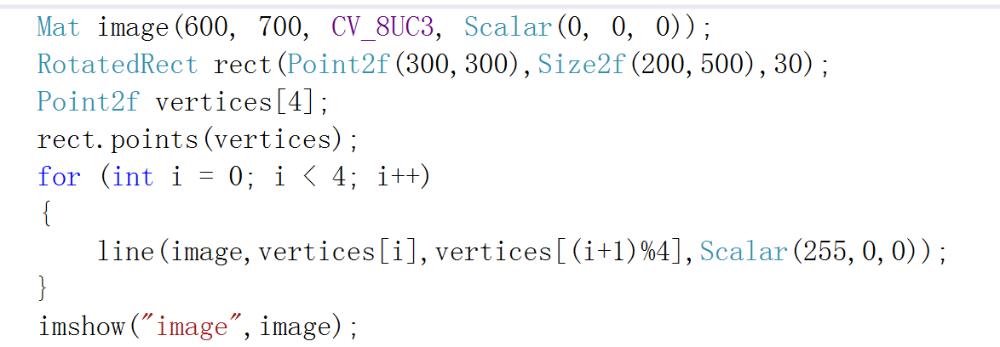 Mat image(600, 700, CV_8UC3, Scalar(0, 0, 0));
RotatedRect rect(Point2f(300,300),Size2f(200,500),30);
Point2f vertices[4];
rect.points(vertices);
for (int i = 0; i < 4; i++)
{
    line(image,vertices[i],vertices[(i+1)%4],Scalar(255,0,0));
}
imshow("image",image);